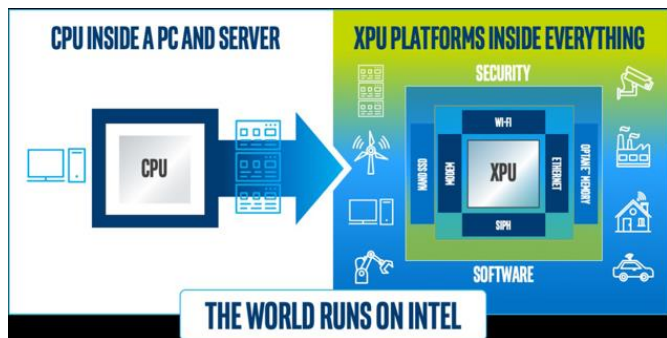 CPU INSIDE A PC AND SERVER
XPU PLATFORMS INSIDE EVERYTHING
CPU
SECURITY
WI-FI
NAND SSD
MODEM
XPU
ETHERNET
OPTANE™ MEMORY
SIPH
SOFTWARE
THE WORLD RUNS ON INTEL